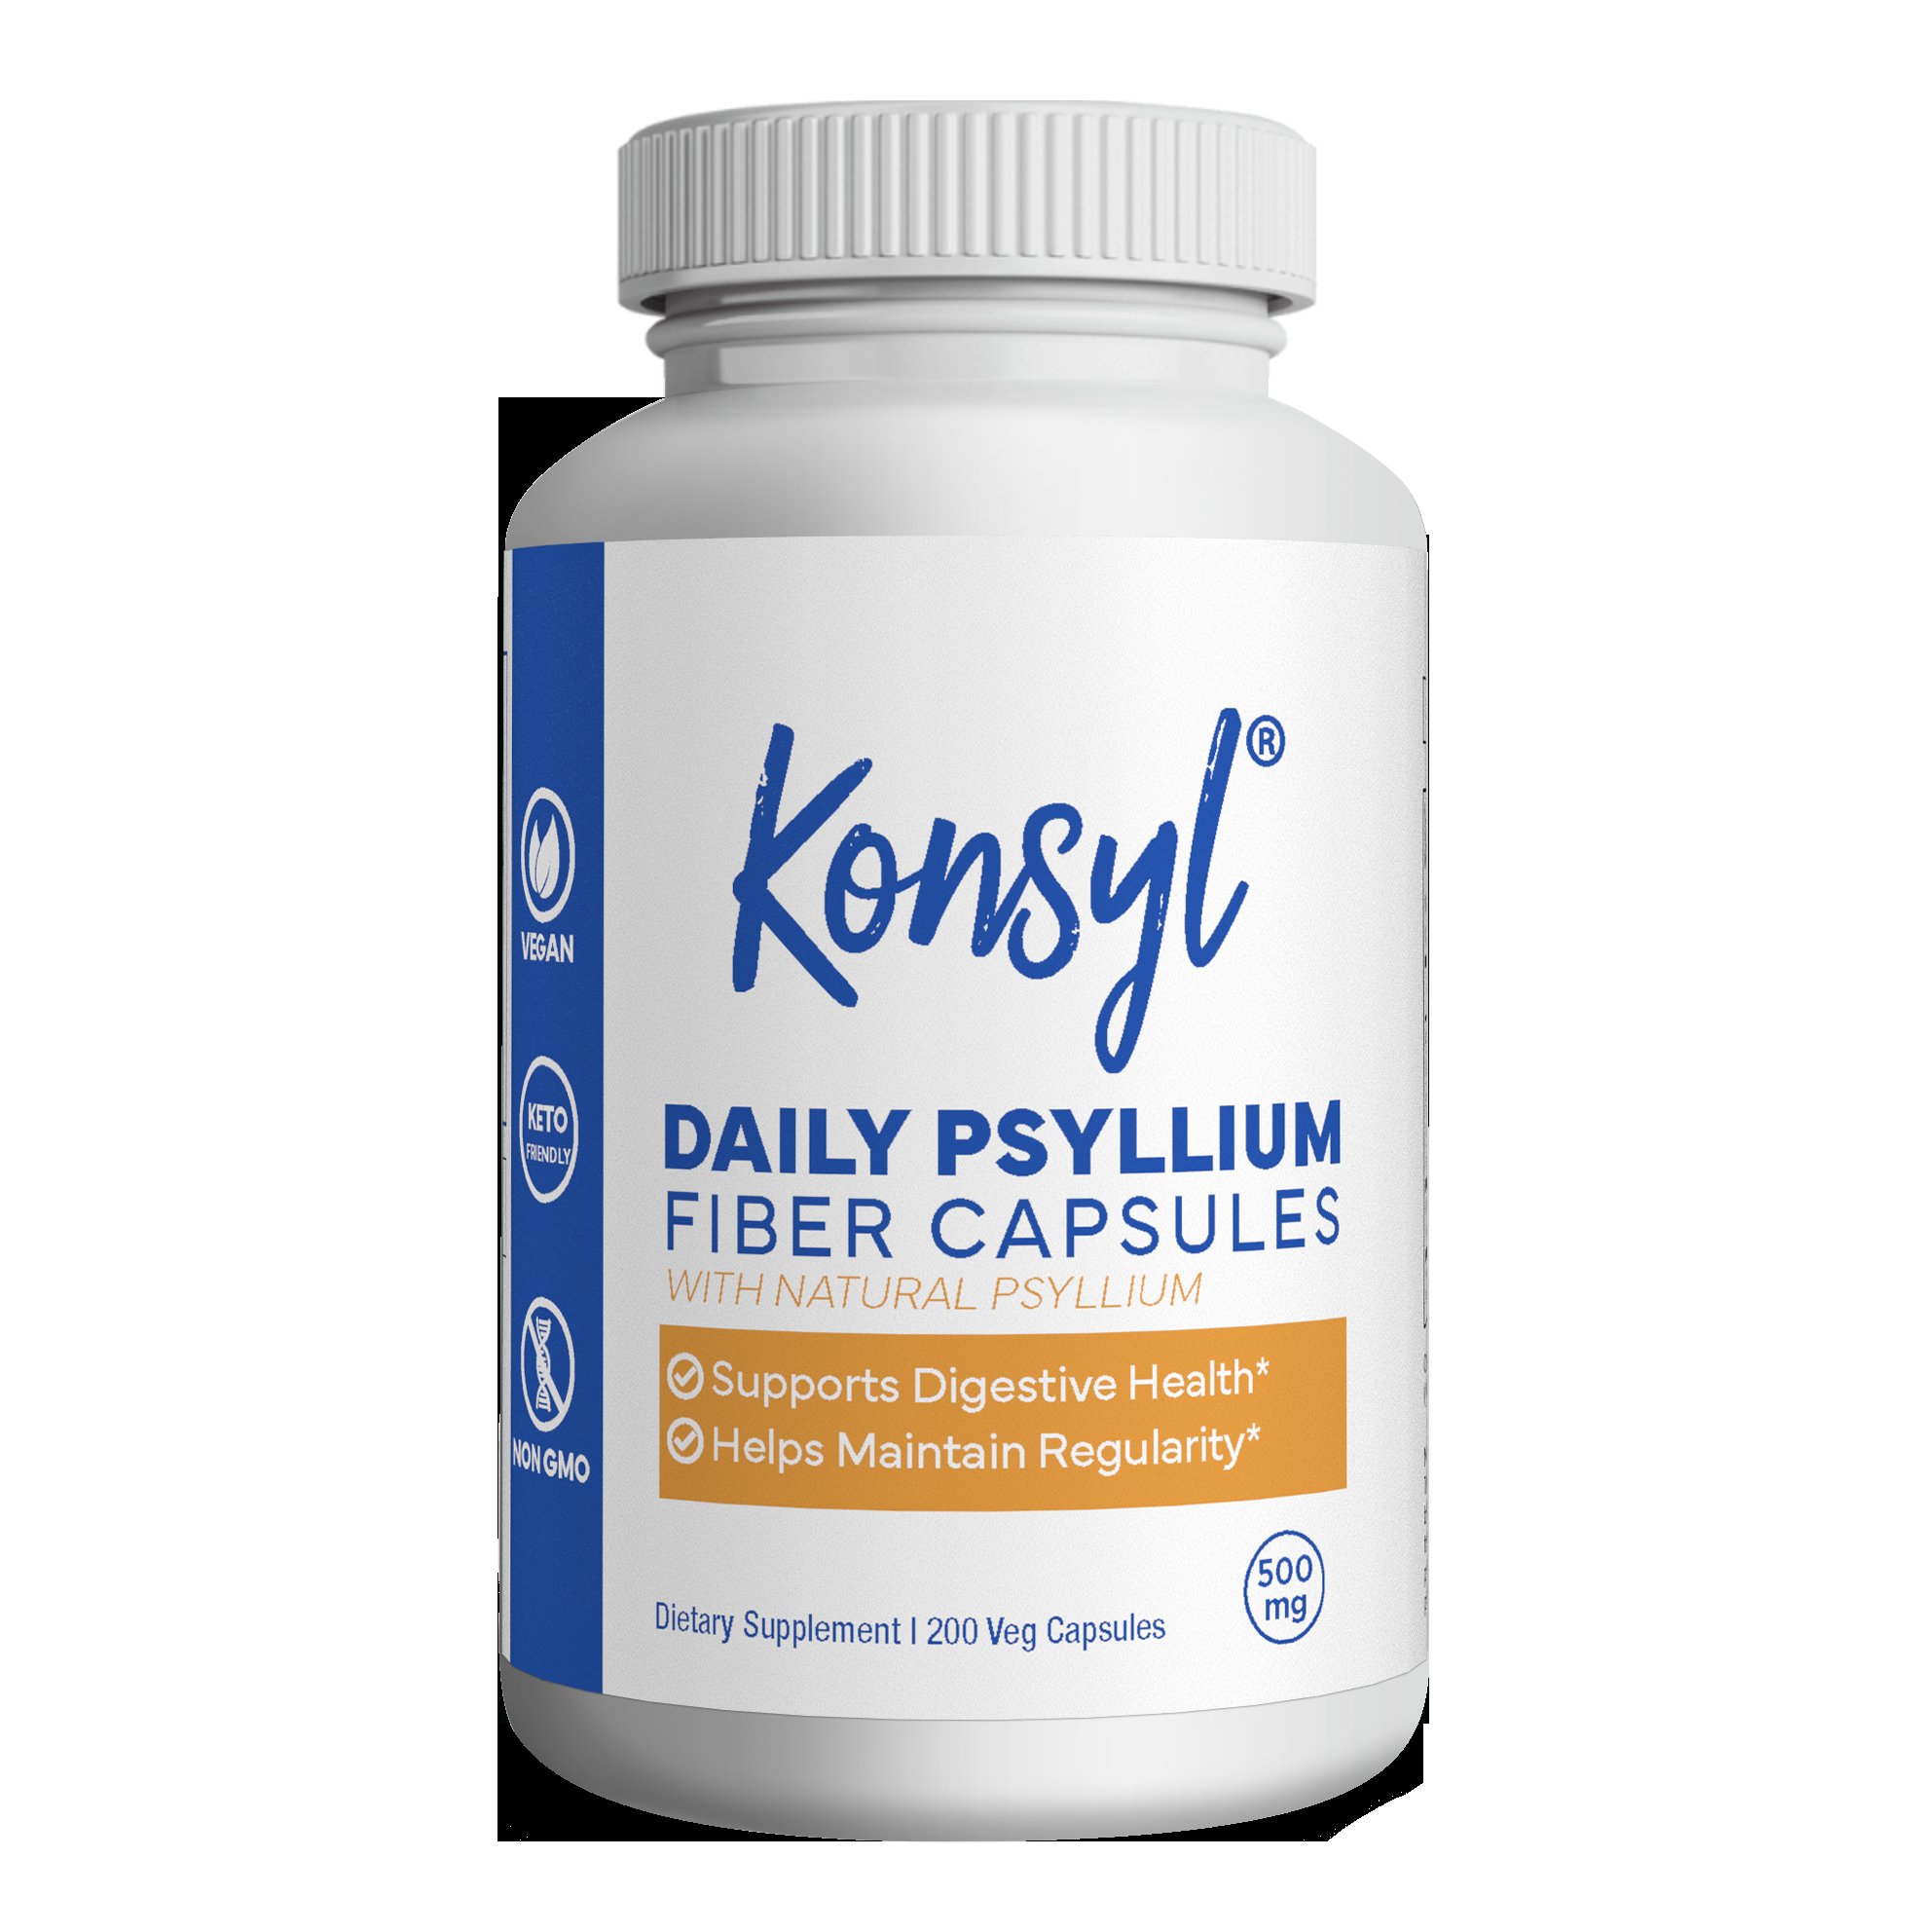 Konsyl®
DAILY PSYLLIUM
FIBER CAPSULES
WITH NATURAL PSYLLIUM
Supports Digestive Health*
Helps Maintain Regularity*
500
mg
Dietary Supplement | 200 Veg Capsules
VEGAN
KETO
FRIENDLY
NON GMO